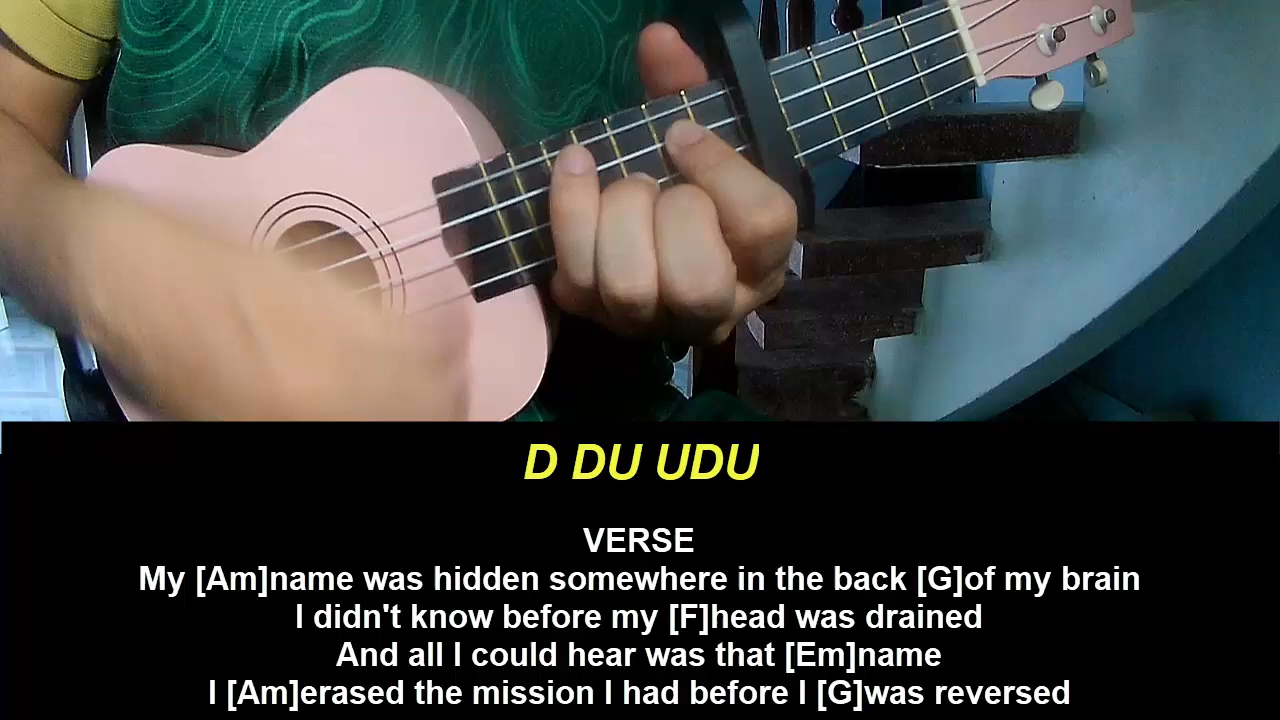 D DU UDU
VERSE
My [Am]name was hidden somewhere in the back [G]of my brain
I didn't know before my [F]head was drained
And all I could hear was that [Em]name
I [Am]erased the mission I had before I [G]was reversed